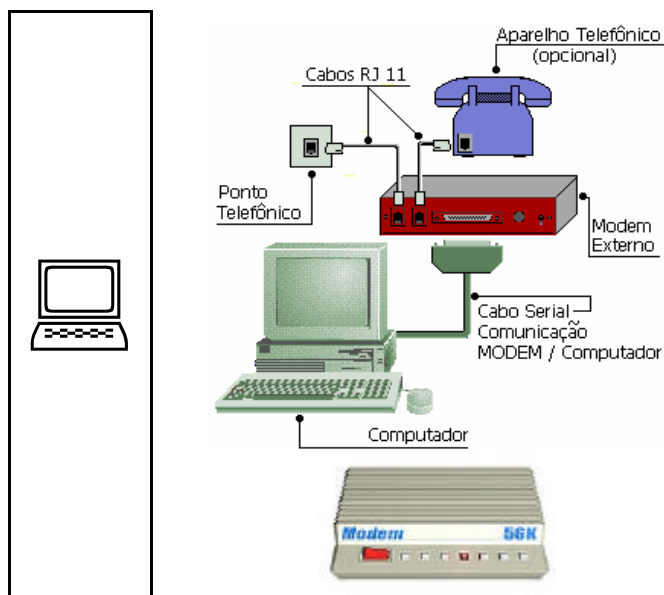 Aparelho Telefônico
(opcional)
Cabos RJ 11
Ponto
Telefônico
Modem
Externo
Cabo Serial
Comunicação
MODEM / Computador
Computador
Modem 56K